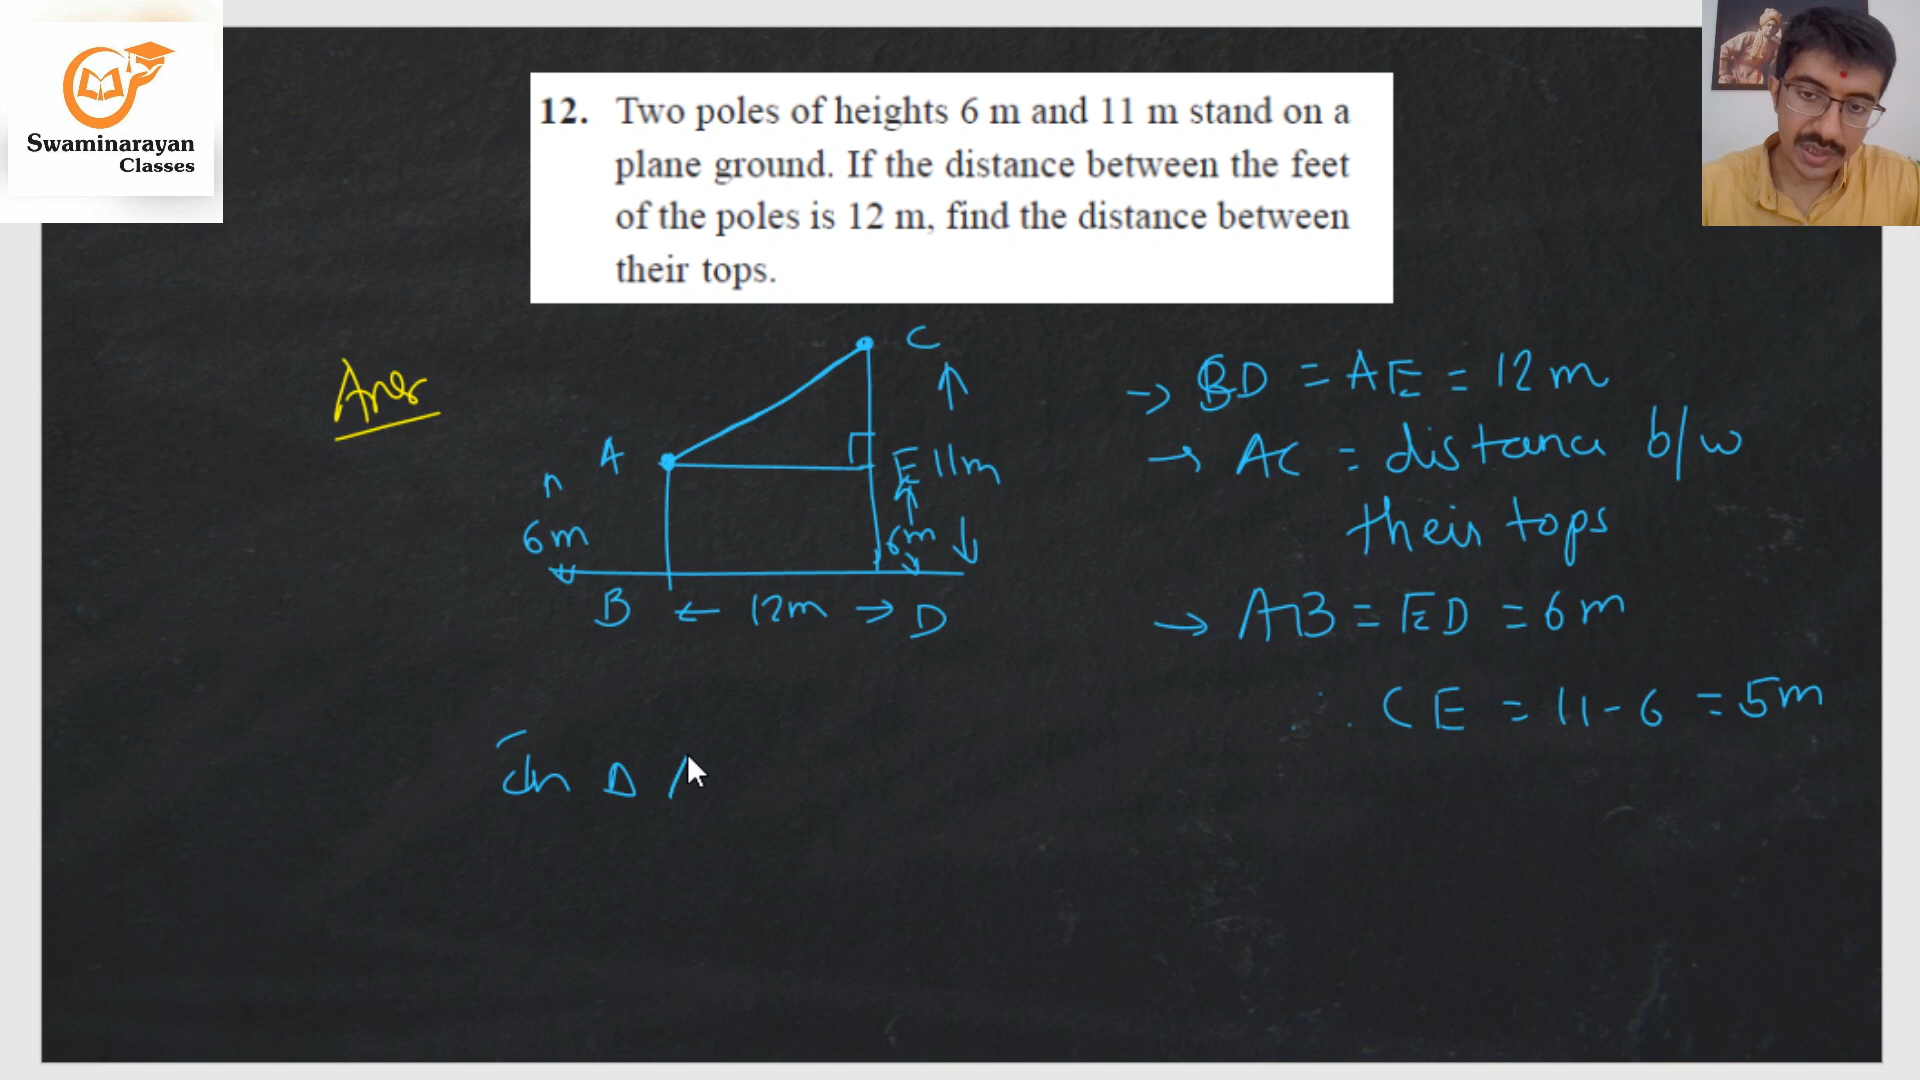 Swaminarayan
Classes
12. Two poles of heights 6 m and 11 m stand on a
plane ground. If the distance between the feet
of the poles is 12 m, find the distance between
their tops.
Ans
C
A
E 11m
6m
6m
B ← 12m → D
→ BD = AE = 12 m
→ AC = distance b/w
their tops
→ AB = ED = 6 m
∴ CE = 11 - 6 = 5m
In Δ